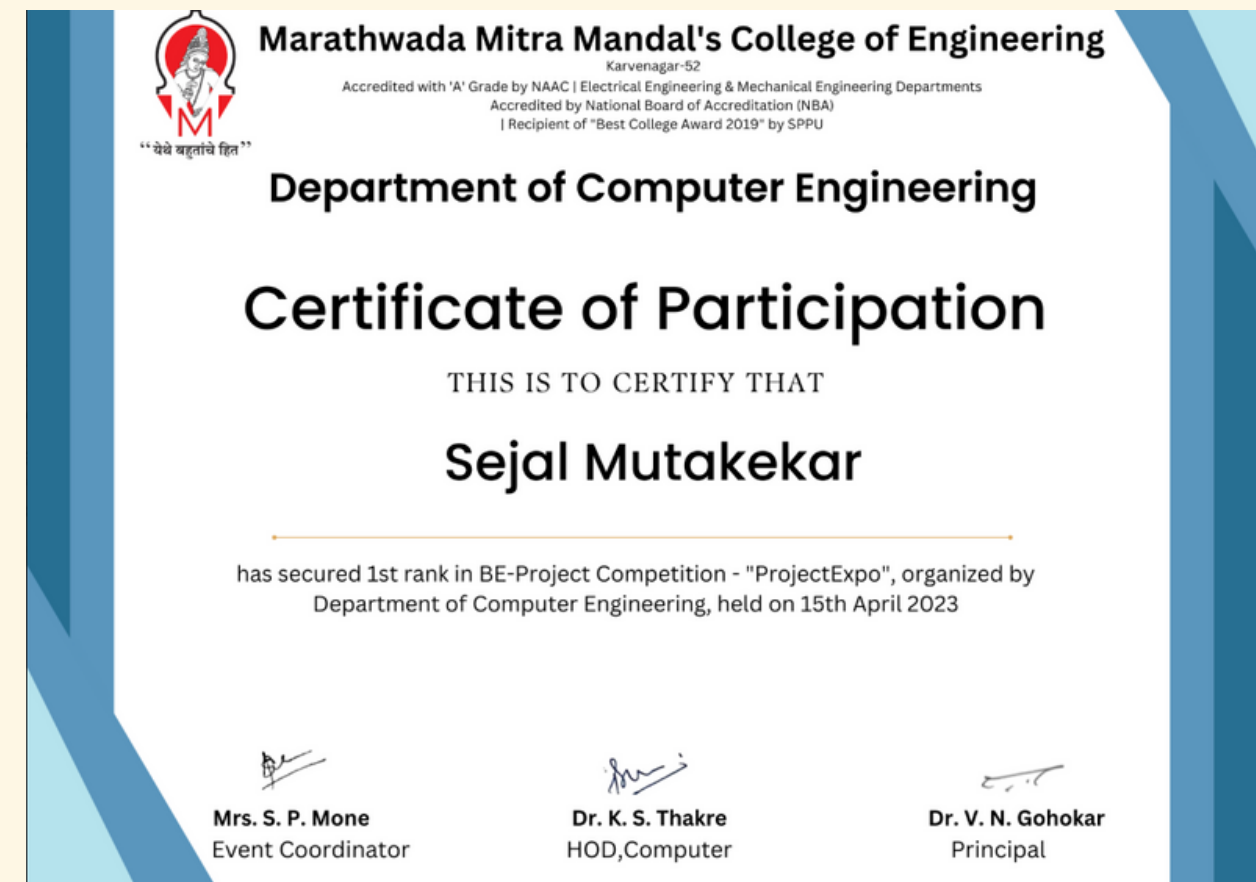 Marathwada Mitra Mandal's College of Engineering
Karvenagar-52
Accredited with 'A' Grade by NAAC | Electrical Engineering & Mechanical Engineering Departments
Accredited by National Board of Accreditation (NBA)
| Recipient of "Best College Award 2019" by SPPU
M
“येथे बहुतांचे हित”
Department of Computer Engineering
Certificate of Participation
THIS IS TO CERTIFY THAT
Sejal Mutakekar
has secured 1st rank in BE-Project Competition - "ProjectExpo", organized by
Department of Computer Engineering, held on 15th April 2023
Mrs. S. P. Mone Dr. K. S. Thakre Dr. V. N. Gohokar
Event Coordinator HOD,Computer Principal